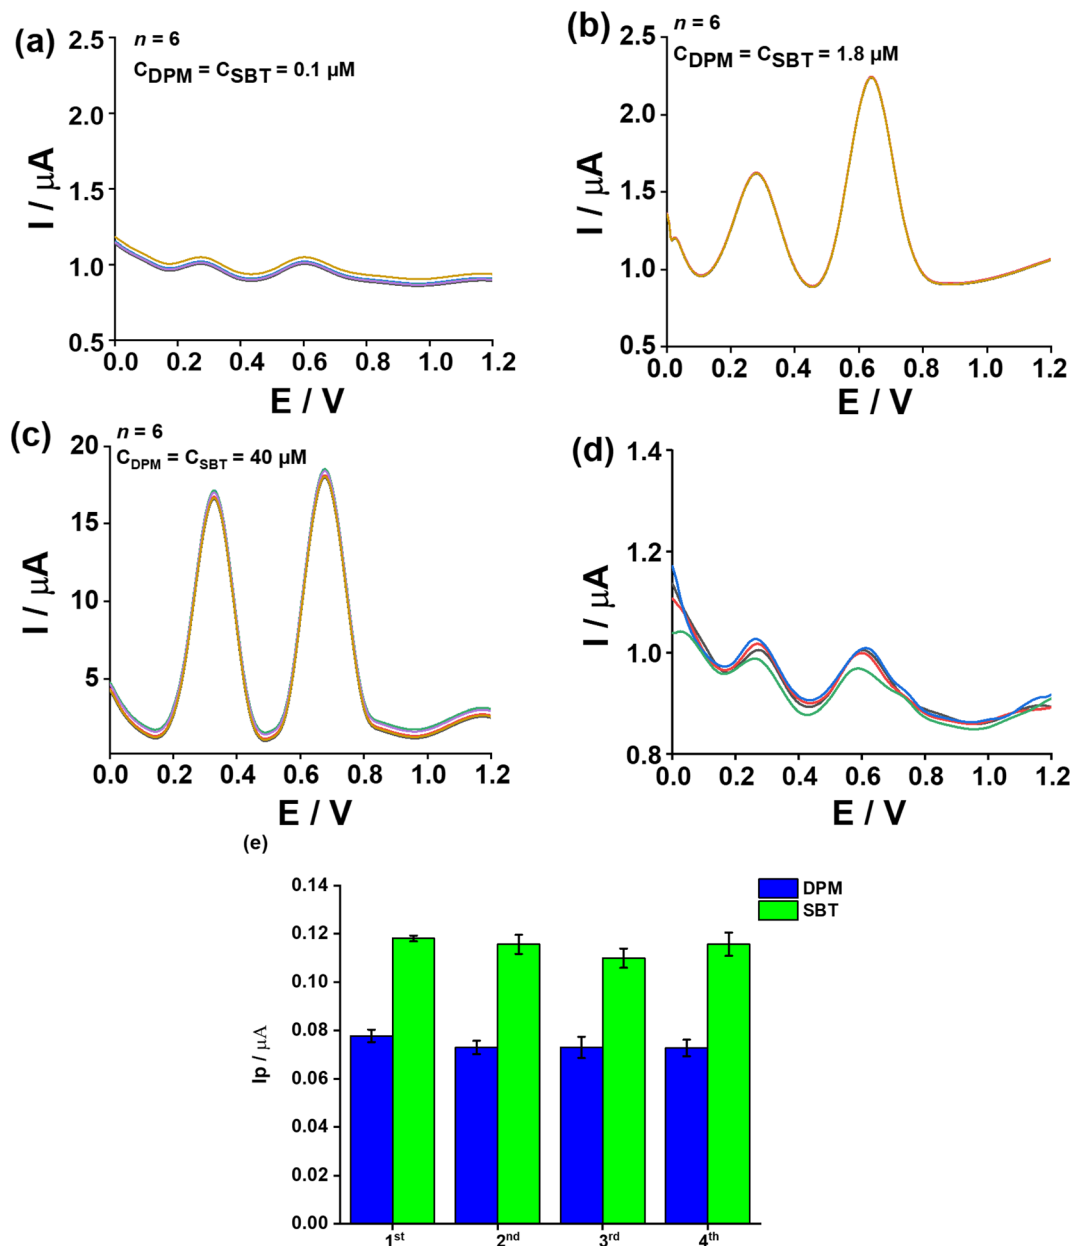 (a)
n = 6
C_DPM = C_SBT = 0.1 μM
2.5
2.0
1.5
1.0
0.5
I / μA
0.0 0.2 0.4 0.6 0.8 1.0 1.2
E / V
(b)
n = 6
C_DPM = C_SBT = 1.8 μM
2.5
2.0
1.5
1.0
0.5
I / μA
0.0 0.2 0.4 0.6 0.8 1.0 1.2
E / V
(c)
n = 6
C_DPM = C_SBT = 40 μM
20
15
10
5
I / μA
0.0 0.2 0.4 0.6 0.8 1.0 1.2
E / V
(d)
1.4
1.2
1.0
0.8
I / μA
0.0 0.2 0.4 0.6 0.8 1.0 1.2
E / V
(e)
DPM
SBT
0.14
0.12
0.10
0.08
0.06
0.04
0.02
0.00
Ip / μA
1st 2nd 3rd 4th